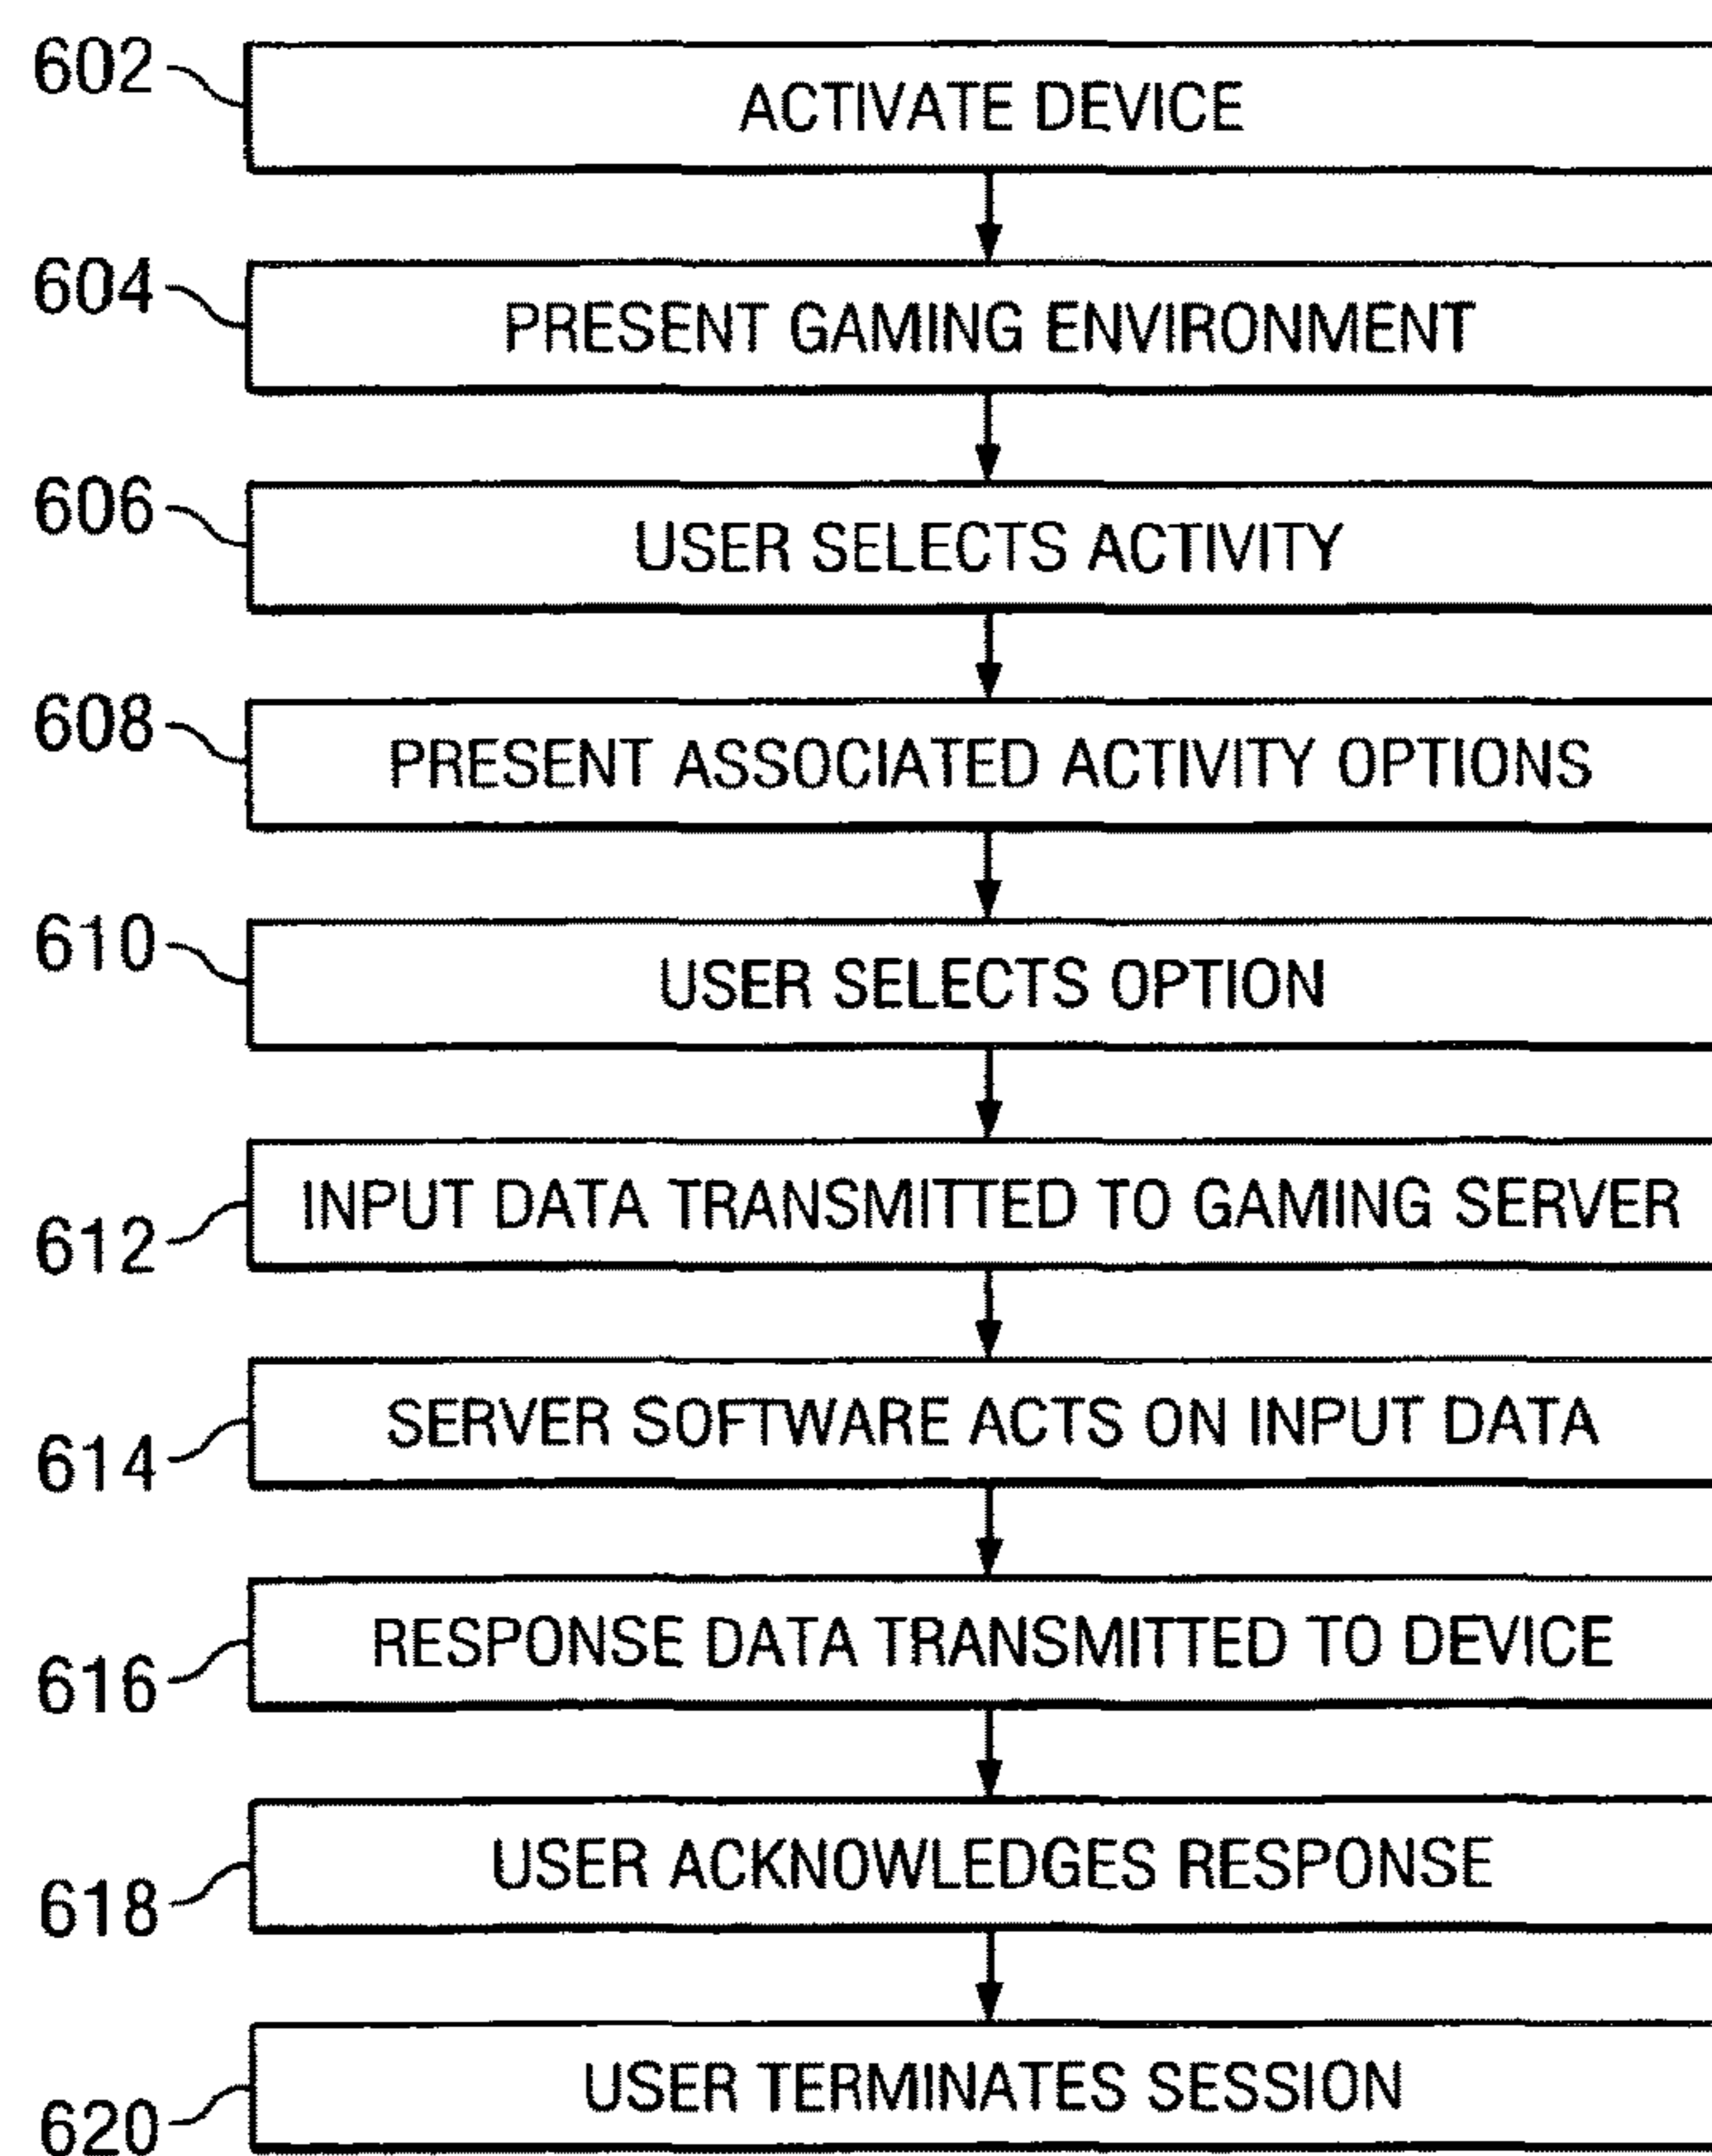 602
ACTIVATE DEVICE
604
PRESENT GAMING ENVIRONMENT
606
USER SELECTS ACTIVITY
608
PRESENT ASSOCIATED ACTIVITY OPTIONS
610
USER SELECTS OPTION
612
INPUT DATA TRANSMITTED TO GAMING SERVER
614
SERVER SOFTWARE ACTS ON INPUT DATA
616
RESPONSE DATA TRANSMITTED TO DEVICE
618
USER ACKNOWLEDGES RESPONSE
620
USER TERMINATES SESSION